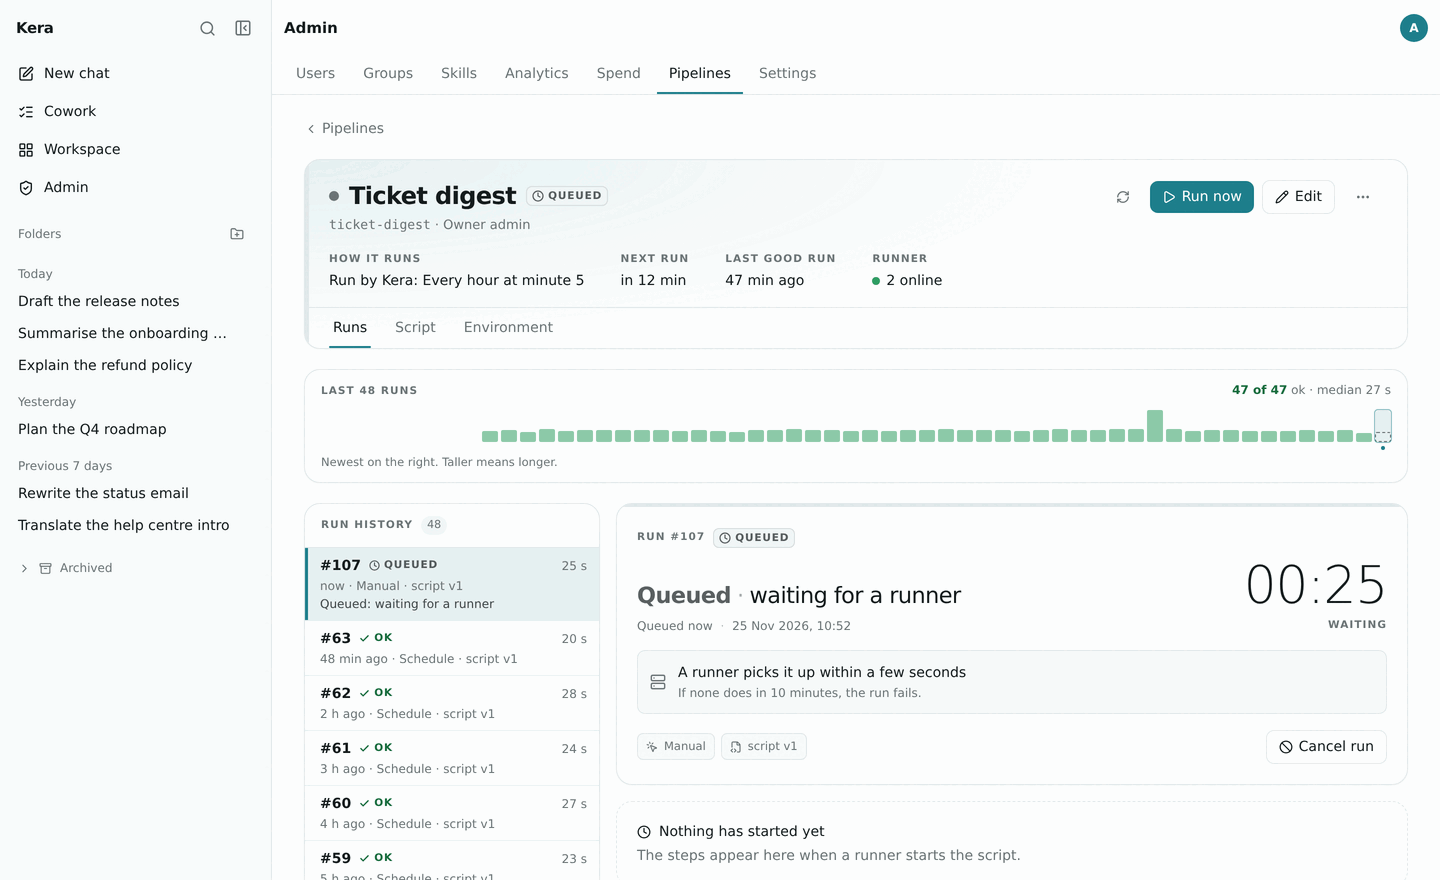 Kera
New chat
Cowork
Workspace
Admin
Folders
Today
Draft the release notes
Summarise the onboarding ...
Explain the refund policy
Yesterday
Plan the Q4 roadmap
Previous 7 days
Rewrite the status email
Translate the help centre intro
Archived
Admin
A
Users Groups Skills Analytics Spend Pipelines Settings
Pipelines
Ticket digest QUEUED
Run now Edit
ticket-digest · Owner admin
HOW IT RUNS NEXT RUN LAST GOOD RUN RUNNER
Run by Kera: Every hour at minute 5 in 12 min 47 min ago 2 online
Runs Script Environment
LAST 48 RUNS 47 of 47 ok · median 27 s
Newest on the right. Taller means longer.
RUN HISTORY 48
#107 QUEUED 25 s
now · Manual · script v1
Queued: waiting for a runner
#63 OK 20 s
48 min ago · Schedule · script v1
#62 OK 28 s
2 h ago · Schedule · script v1
#61 OK 24 s
3 h ago · Schedule · script v1
#60 OK 27 s
4 h ago · Schedule · script v1
#59 OK 23 s
5 h ago · Schedule · script v1
RUN #107 QUEUED
Queued · waiting for a runner
00:25
Queued now · 25 Nov 2026, 10:52
WAITING
A runner picks it up within a few seconds
If none does in 10 minutes, the run fails.
Manual script v1
Cancel run
Nothing has started yet
The steps appear here when a runner starts the script.